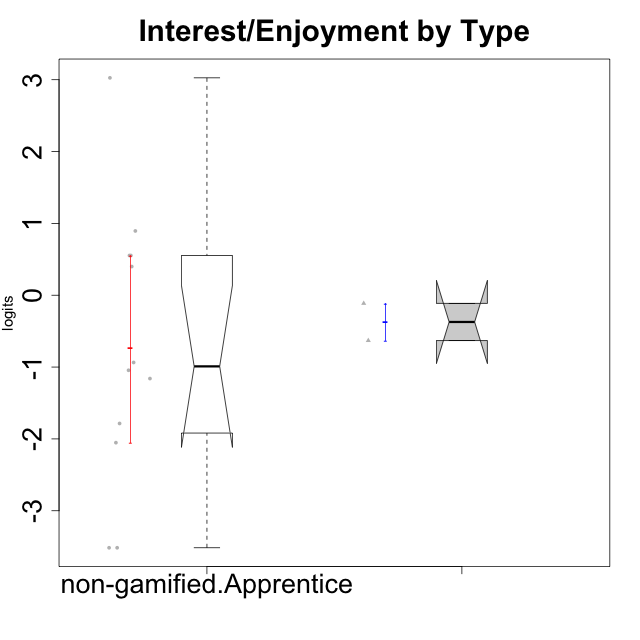 Interest/Enjoyment by Type
3
2
1
0
-1
-2
-3
logits
non-gamified.Apprentice